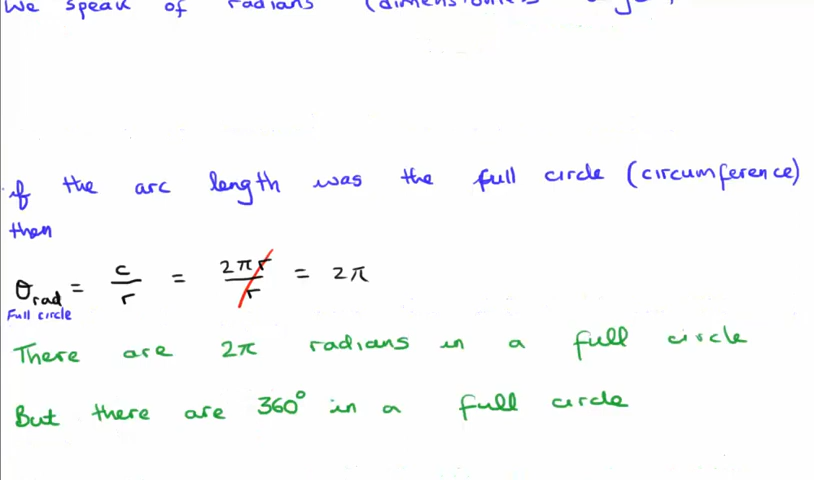 We speak of radians (dimensionless
if the arc length was the full circle (circumference)
then
θrad = c/r = 2πr/r = 2π
Full circle
There are 2π radians in a full circle
But there are 360° in a full circle